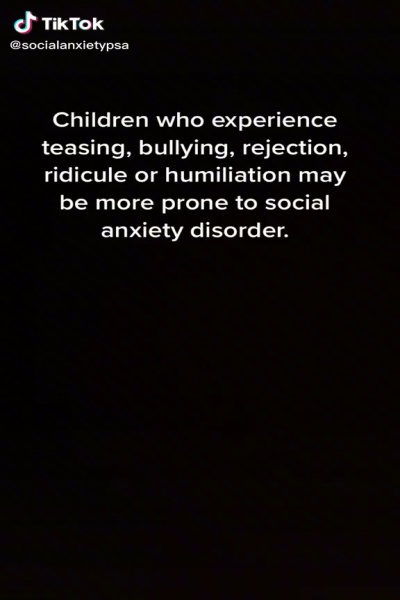 TikTok
@socialanxietypsa
Children who experience
teasing, bullying, rejection,
ridicule or humiliation may
be more prone to social
anxiety disorder.